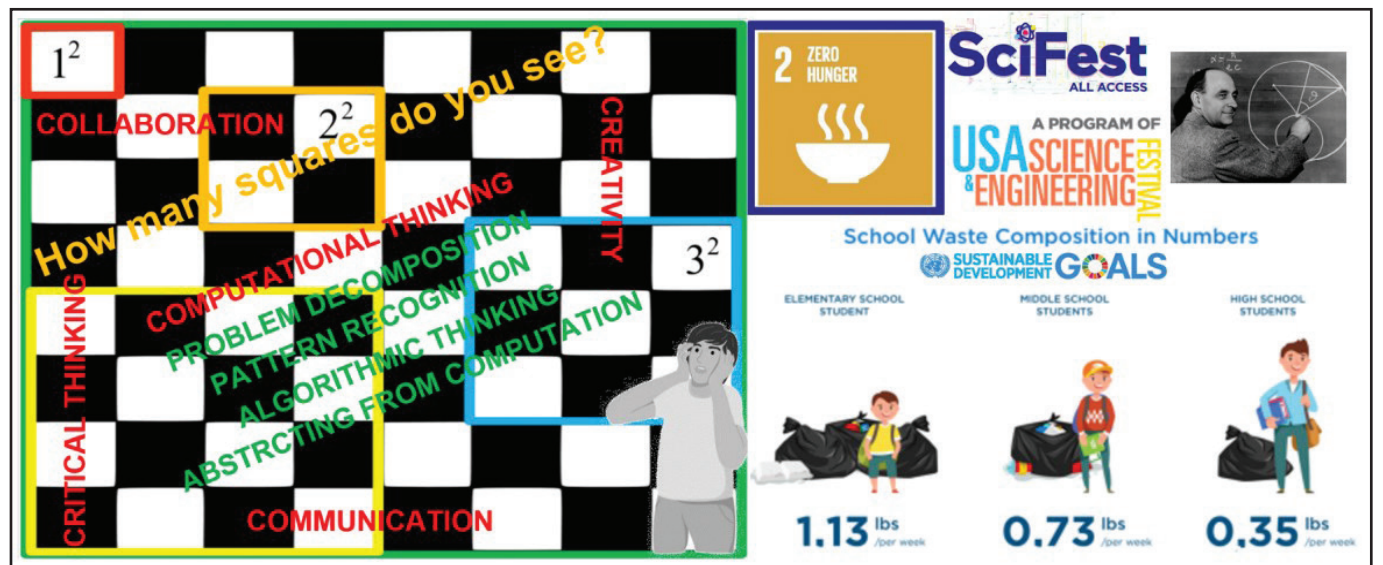 1²
COLLABORATION
2²
How many squares do you see?
CREATIVITY
3²
CRITICAL THINKING
COMPUTATIONAL THINKING
PROBLEM DECOMPOSITION
PATTERN RECOGNITION
ALGORITHMIC THINKING
ABSTRCTING FROM COMPUTATION
COMMUNICATION
2 ZERO
HUNGER
SciFest
ALL ACCESS
A PROGRAM OF
USA SCIENCE
& ENGINEERING
FESTIVAL
School Waste Composition in Numbers
SUSTAINABLE
DEVELOPMENT GOALS
ELEMENTARY SCHOOL
STUDENT
1.13 lbs
/per week
MIDDLE SCHOOL
STUDENTS
0.73 lbs
/per week
HIGH SCHOOL
STUDENTS
0.35 lbs
/per week